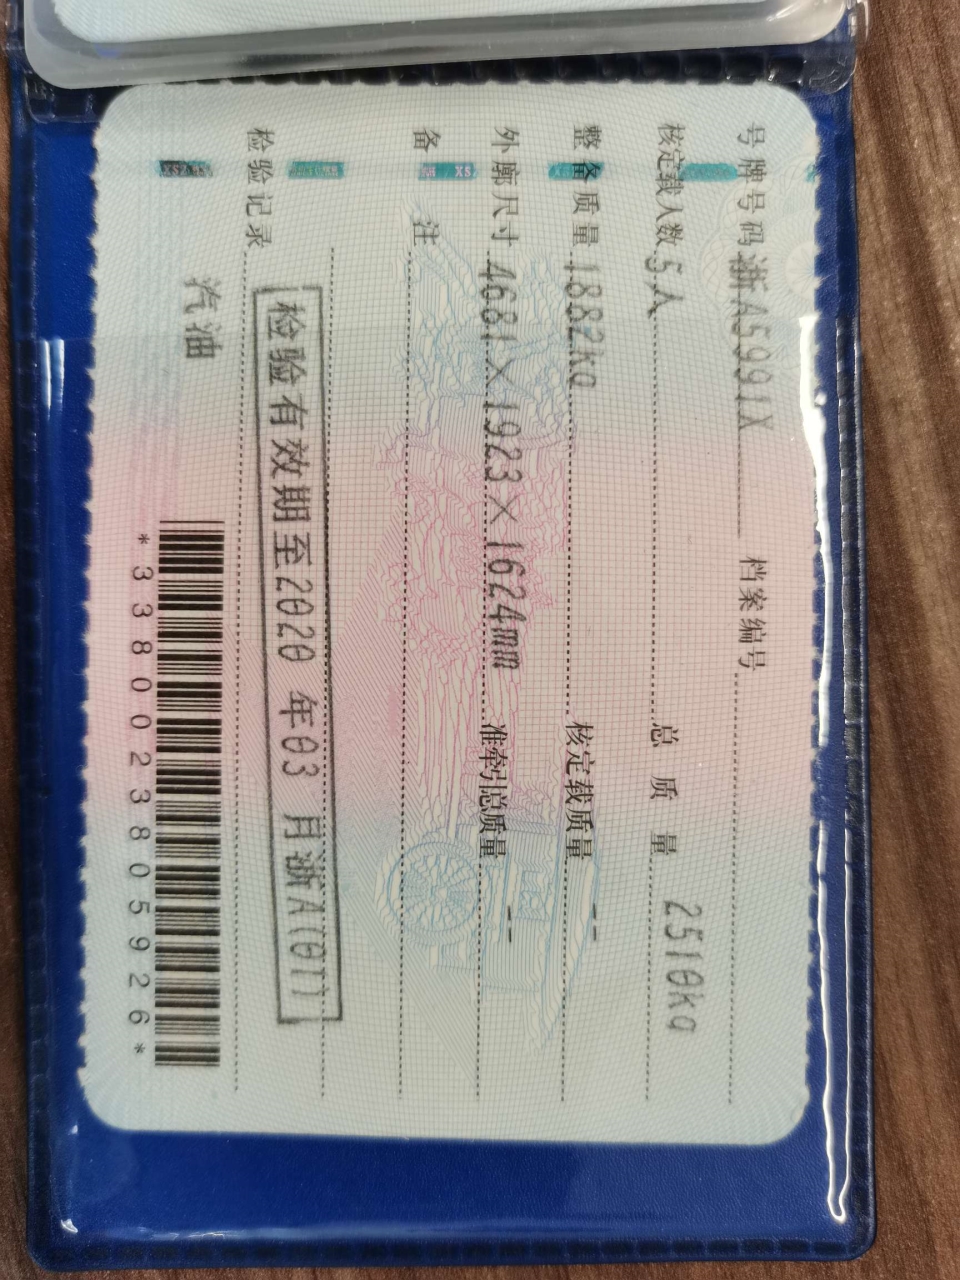 号牌号码 浙A5991X 档案编号
核定载人数 5人 总质量 2510kg
整备质量 1882kg 核定载质量 --
外廓尺寸 4681×1923×1624mm 准牵引总质量 --
备注
检验有效期至2020年03月浙A(01)
检验记录
汽油
*3380023805926*